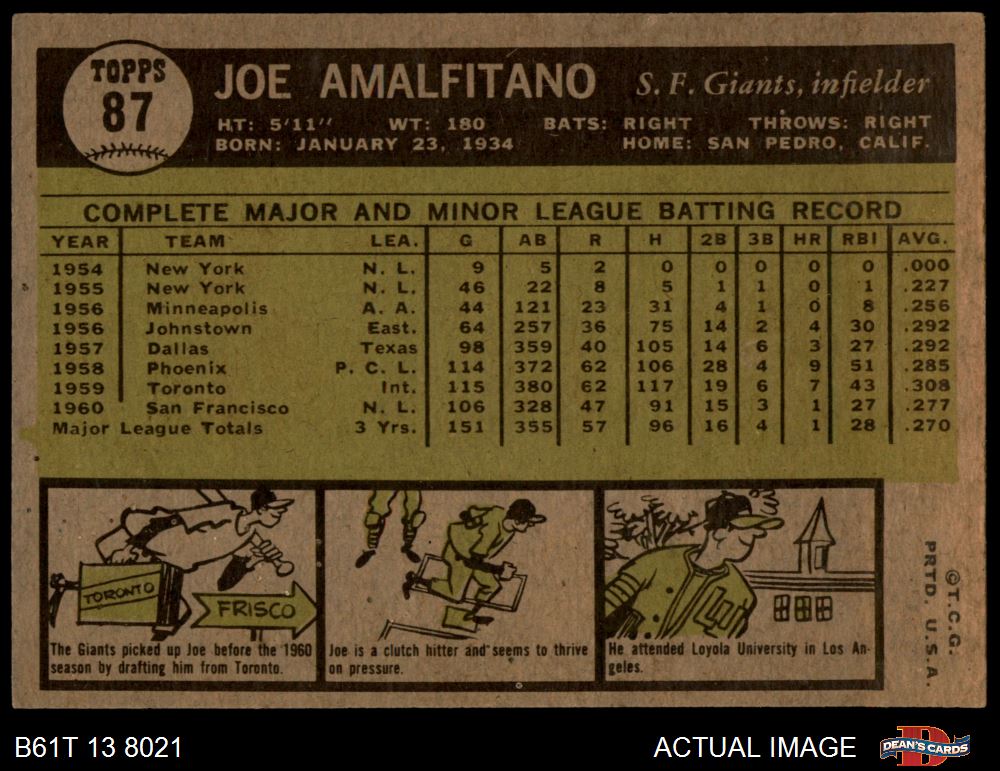 TOPPS
87
JOE AMALFITANO S. F. Giants, infielder
HT: 5'11" WT: 180 BATS: RIGHT THROWS: RIGHT
BORN: JANUARY 23, 1934 HOME: SAN PEDRO, CALIF.
COMPLETE MAJOR AND MINOR LEAGUE BATTING RECORD
YEAR TEAM LEA. G AB R H 2B 3B HR RBI AVG.
1954 New York N. L. 9 5 2 0 0 0 0 0 .000
1955 New York N. L. 46 22 8 5 1 1 0 1 .227
1956 Minneapolis A. A. 44 121 23 31 4 1 0 8 .256
1956 Johnstown East. 64 257 36 75 14 2 4 30 .292
1957 Dallas Texas 98 359 40 105 14 6 3 27 .292
1958 Phoenix P. C. L. 114 372 62 106 28 4 9 51 .285
1959 Toronto Int. 115 380 62 117 19 6 7 43 .308
1960 San Francisco N. L. 106 328 47 91 15 3 1 27 .277
Major League Totals 3 Yrs. 151 355 57 96 16 4 1 28 .270
TORONTO
FRISCO
The Giants picked up Joe before the 1960
season by drafting him from Toronto.
Joe is a clutch hitter and seems to thrive
on pressure.
LO
He attended Loyola University in Los An-
geles.
©T.C.G.
PRTD. U.S.A.
B61T 13 8021 ACTUAL IMAGE DEAN'S CARDS